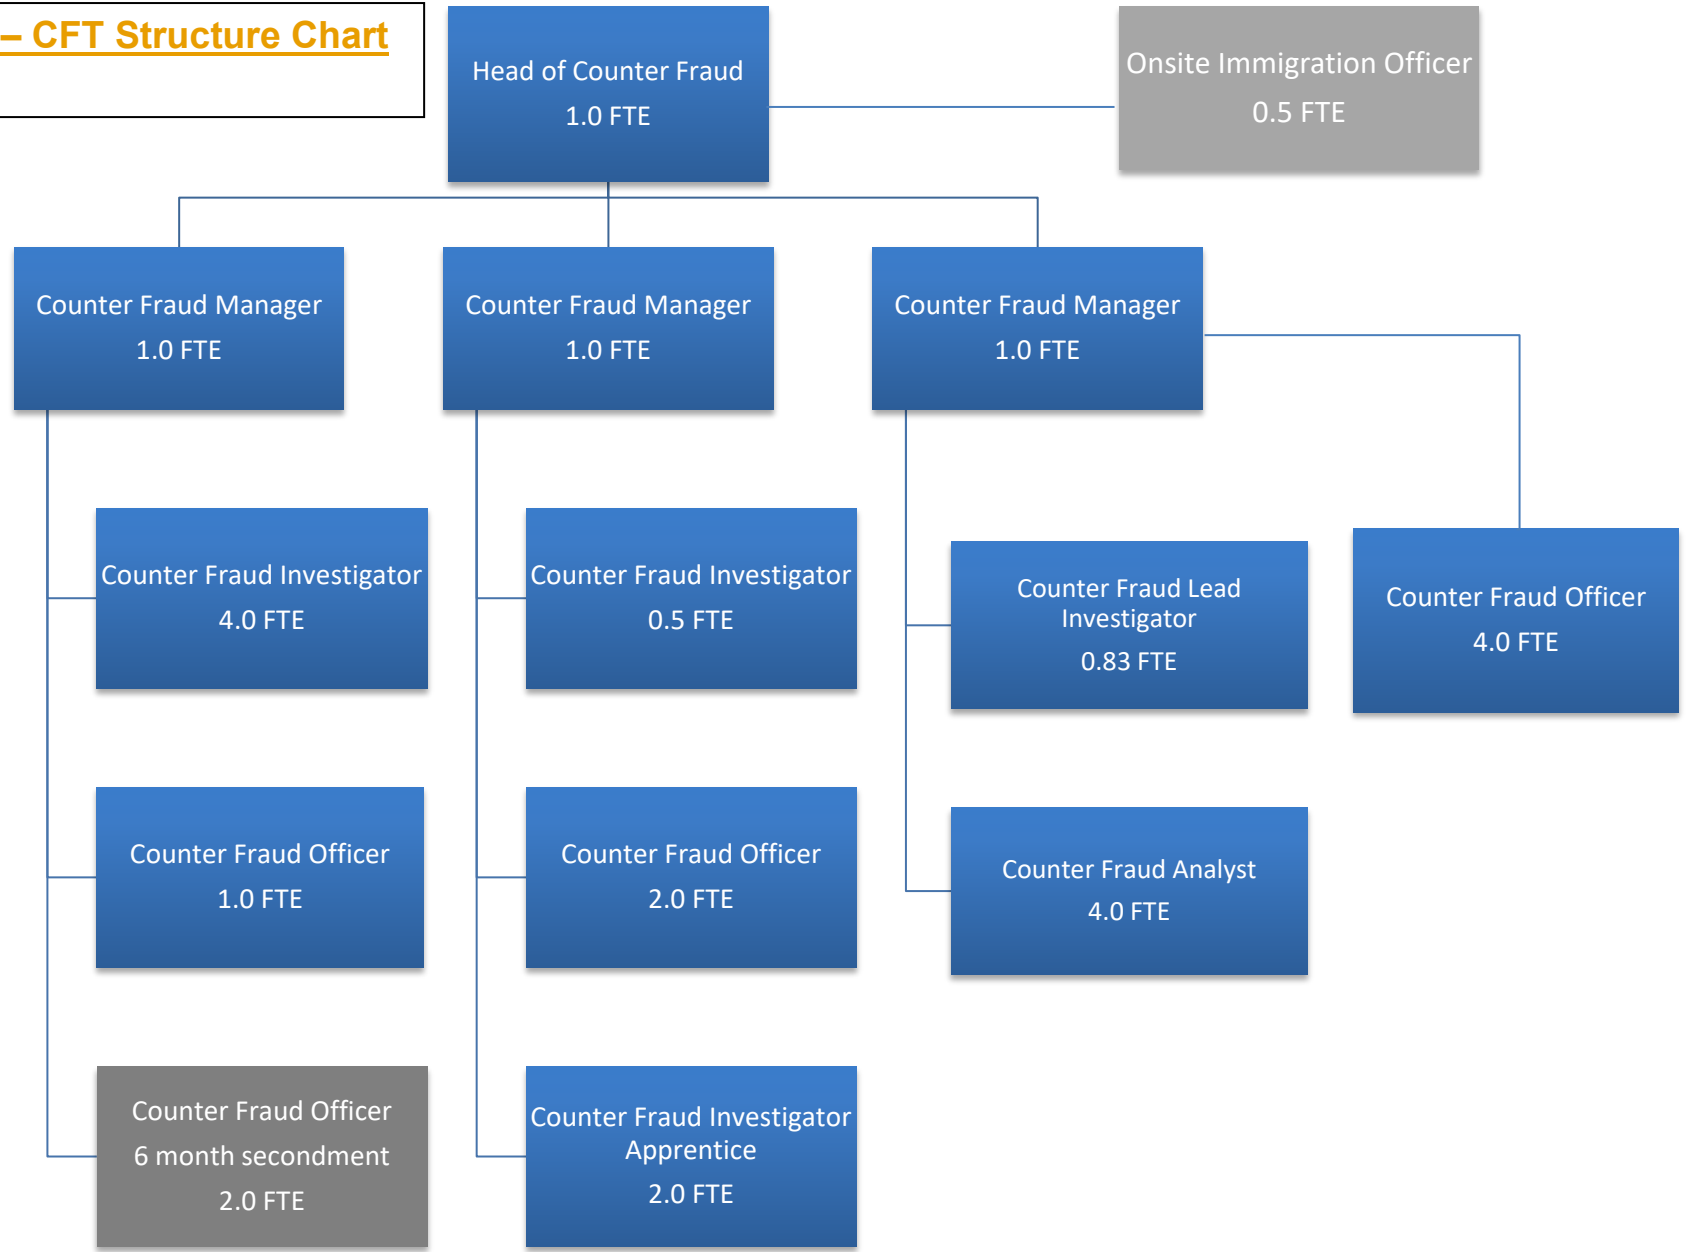 – CFT Structure Chart
Head of Counter Fraud
1.0 FTE
Onsite Immigration Officer
0.5 FTE
Counter Fraud Manager
1.0 FTE
Counter Fraud Manager
1.0 FTE
Counter Fraud Manager
1.0 FTE
Counter Fraud Investigator
4.0 FTE
Counter Fraud Investigator
0.5 FTE
Counter Fraud Lead
Investigator
0.83 FTE
Counter Fraud Officer
4.0 FTE
Counter Fraud Officer
1.0 FTE
Counter Fraud Officer
2.0 FTE
Counter Fraud Analyst
4.0 FTE
Counter Fraud Officer
6 month secondment
2.0 FTE
Counter Fraud Investigator
Apprentice
2.0 FTE